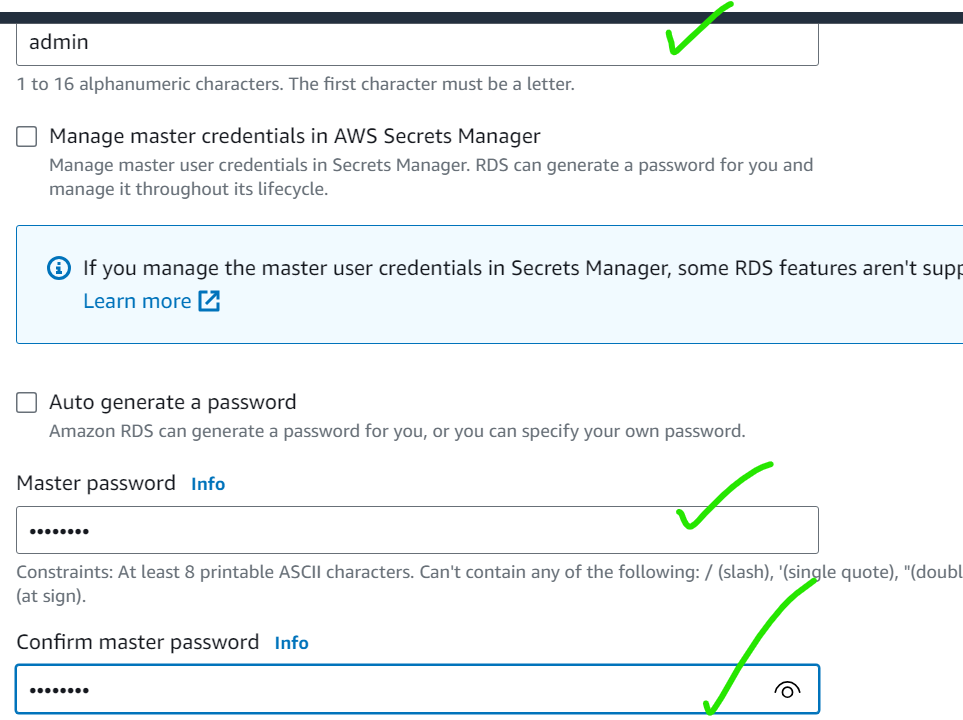 admin
1 to 16 alphanumeric characters. The first character must be a letter.
Manage master credentials in AWS Secrets Manager
Manage master user credentials in Secrets Manager. RDS can generate a password for you and
manage it throughout its lifecycle.
If you manage the master user credentials in Secrets Manager, some RDS features aren't supp
Learn more
Auto generate a password
Amazon RDS can generate a password for you, or you can specify your own password.
Master password Info
••••••••
Constraints: At least 8 printable ASCII characters. Can't contain any of the following: / (slash), '(single quote), "(doubl
(at sign).
Confirm master password Info
••••••••